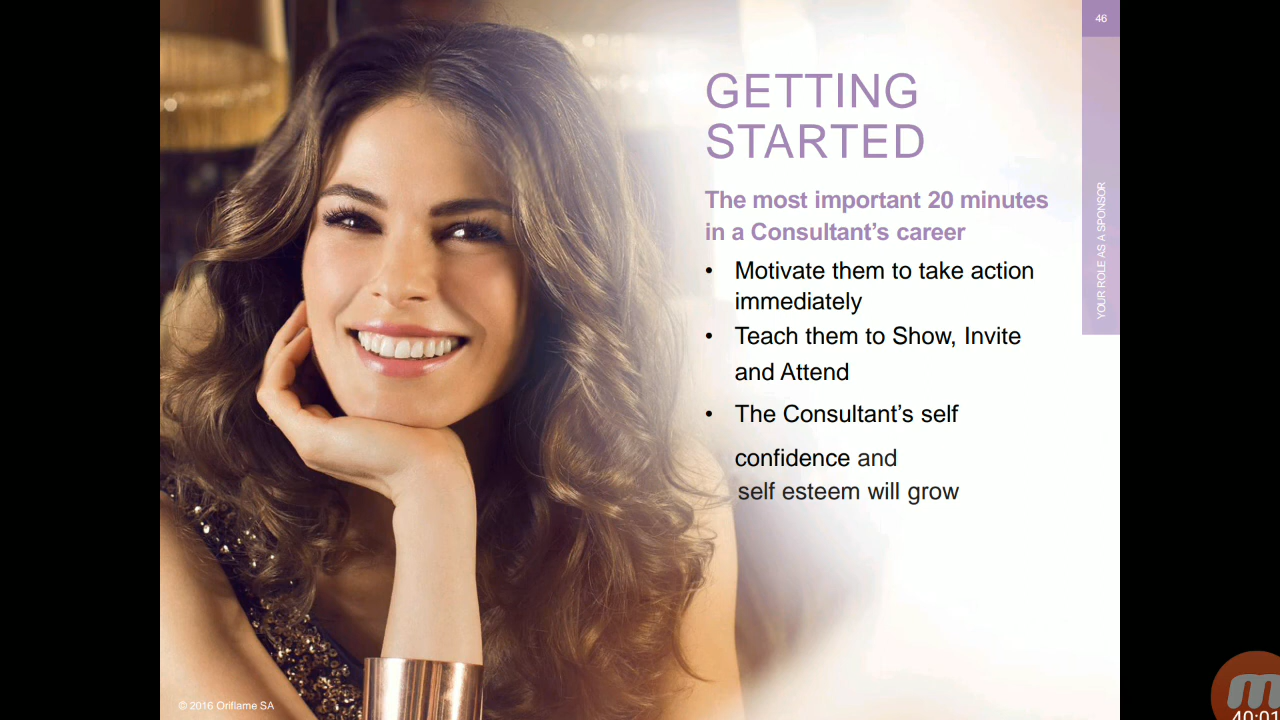 46
GETTING
STARTED
The most important 20 minutes
in a Consultant's career
• Motivate them to take action
immediately
• Teach them to Show, Invite
and Attend
• The Consultant's self
confidence and
self esteem will grow
YOUR ROLE AS A SPONSOR
© 2016 Oriflame SA
40:01